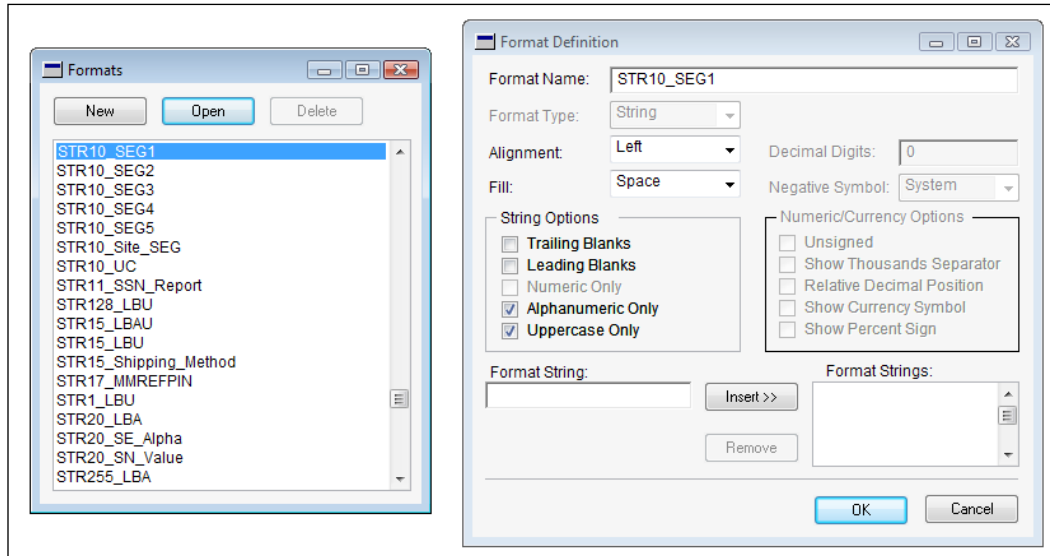 Formats
New Open Delete
STR10_SEG1
STR10_SEG2
STR10_SEG3
STR10_SEG4
STR10_SEG5
STR10_Site_SEG
STR10_UC
STR11_SSN_Report
STR128_LBU
STR15_LBAU
STR15_LBU
STR15_Shipping_Method
STR17_MMREFPIN
STR1_LBU
STR20_LBA
STR20_SE_Alpha
STR20_SN_Value
STR255_LBA
Format Definition
Format Name: STR10_SEG1
Format Type: String
Alignment: Left Decimal Digits: 0
Fill: Space Negative Symbol: System
String Options
Trailing Blanks
Leading Blanks
Numeric Only
Alphanumeric Only
Uppercase Only
Numeric/Currency Options
Unsigned
Show Thousands Separator
Relative Decimal Position
Show Currency Symbol
Show Percent Sign
Format String: Format Strings:
Insert >>
Remove
OK Cancel